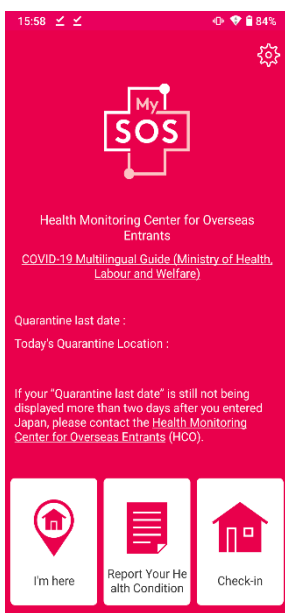 15:58
84%
My
SOS
Health Monitoring Center for Overseas
Entrants
COVID-19 Multilingual Guide (Ministry of Health,
Labour and Welfare)
Quarantine last date :
Today's Quarantine Location :
If your "Quarantine last date" is still not being
displayed more than two days after you entered
Japan, please contact the Health Monitoring
Center for Overseas Entrants (HCO).
I'm here
Report Your He
alth Condition
Check-in